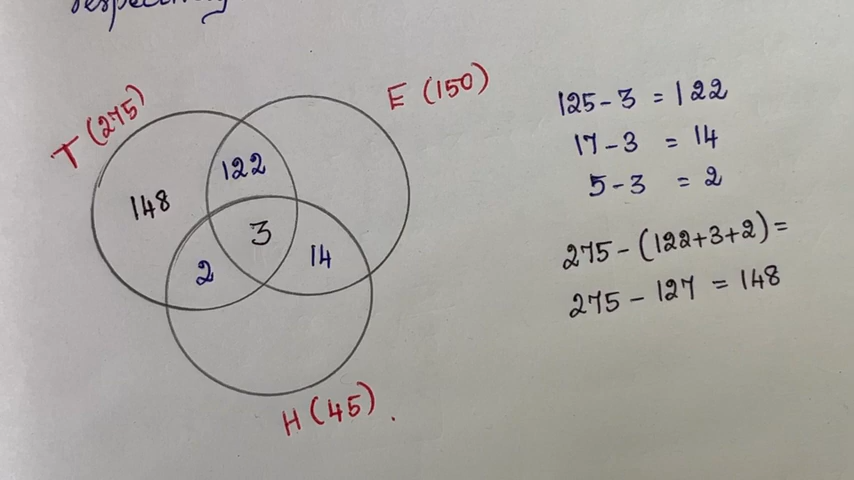 respectively
T (275)
E (150)
148
122
3
2
14
H (45) .
125 - 3 = 122
17 - 3 = 14
5 - 3 = 2
275 - (122+3+2) =
275 - 127 = 148